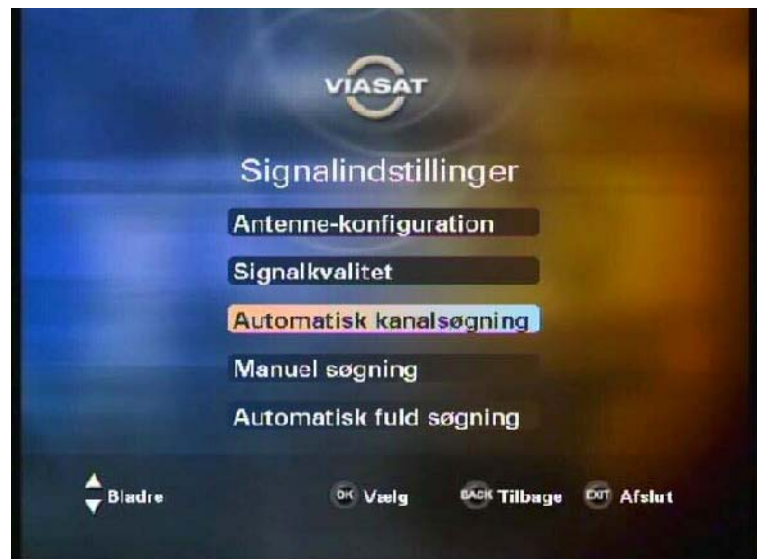 VIASAT
Signalindstillinger
Antenne-konfiguration
Signalkvalitet
Automatisk kanalsøgning
Manuel søgning
Automatisk fuld søgning
Bladre OK Vælg BACK Tilbage EXIT Afslut